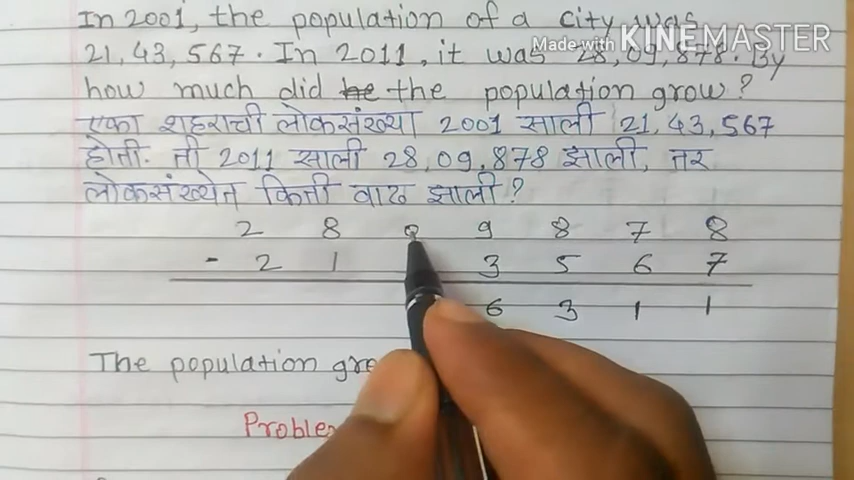 In 2001, the population of a city was
Made with KINEMASTER
21,43,567. In 2011, it was 28,09,878. By
how much did he the population grow?
एका शहराची लोकसंख्या 2001 साली 21,43,567
होती. ती 2011 साली 28,09,878 झाली, तर
लोकसंख्येत किती वाढ झाली?
2 8 0 9 8 7 8
- 2 1 3 5 6 7
6 3 1 1
The population